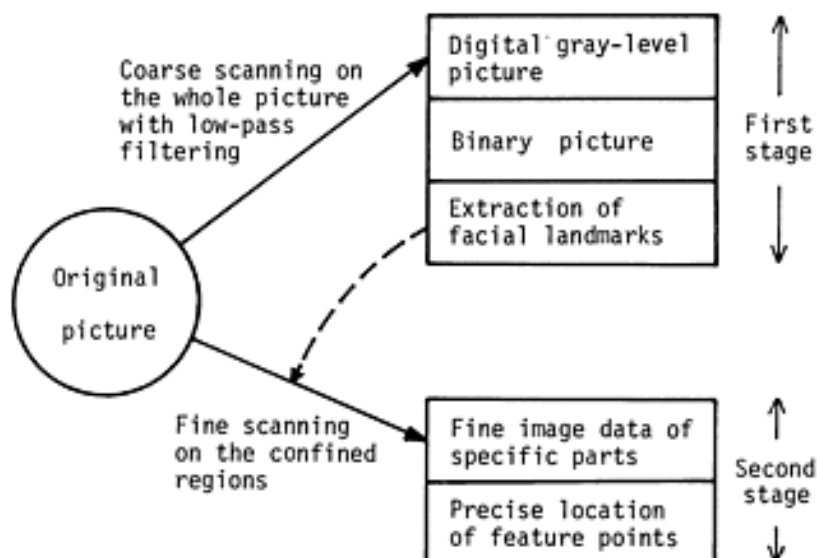 Coarse scanning on
the whole picture
with low-pass
filtering
Digital gray-level
picture
Binary picture
Extraction of
facial landmarks
First
stage
Original
picture
Fine scanning
on the confined
regions
Fine image data of
specific parts
Precise location
of feature points
Second
stage